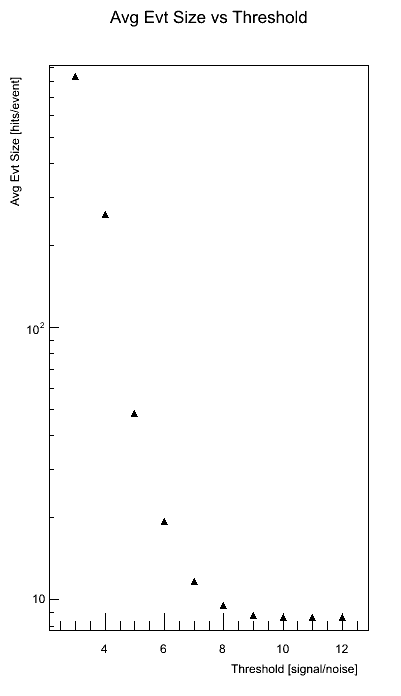 Avg Evt Size vs Threshold
Avg Evt Size [hits/event]
10²
10
4 6 8 10 12
Threshold [signal/noise]